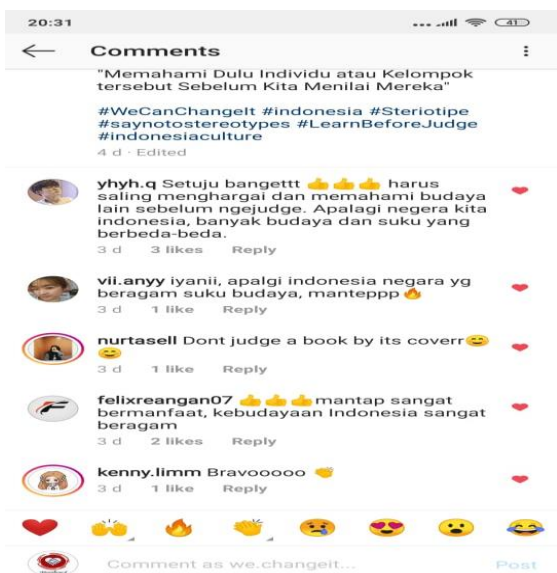 20:31
41
Comments
"Memahami Dulu Individu atau Kelompok
tersebut Sebelum Kita Menilai Mereka"
#WeCanChangeIt #indonesia #Steriotipe
#saynotostereotypes #LearnBeforeJudge
#indonesiaculture
4 d · Edited
yhyh.q Setuju bangettt 👍👍👍 harus
saling menghargai dan memahami budaya
lain sebelum ngejudge. Apalagi negera kita
indonesia, banyak budaya dan suku yang
berbeda-beda.
3 d 3 likes Reply
vii.anyy iyanii, apalgi indonesia negara yg
beragam suku budaya, manteppp🔥
3 d 1 like Reply
nurtasell Dont judge a book by its coverr😄
😄
3 d 1 like Reply
felixreangan07 👍👍👍mantap sangat
bermanfaat, kebudayaan Indonesia sangat
beragam
3 d 2 likes Reply
kenny.limm Bravooooo 👏
3 d 1 like Reply
Comment as we.changeit... Post